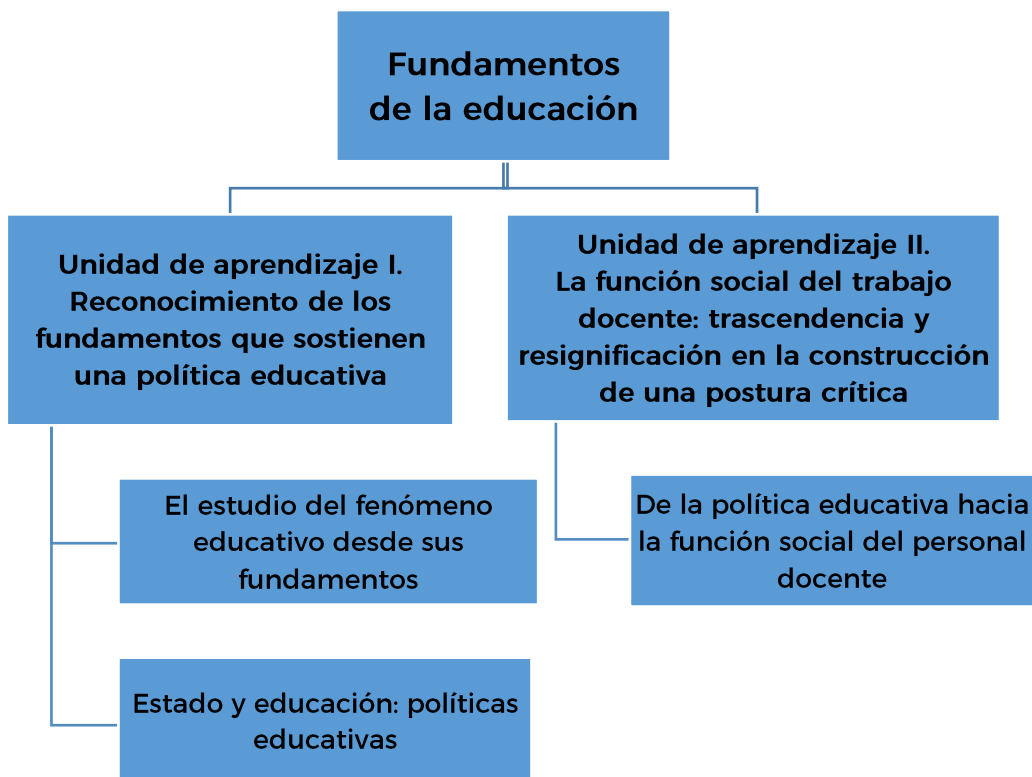 Fundamentos
de la educación
Unidad de aprendizaje I.
Reconocimiento de los
fundamentos que sostienen
una política educativa
Unidad de aprendizaje II.
La función social del trabajo
docente: trascendencia y
resignificación en la construcción
de una postura crítica
El estudio del fenómeno
educativo desde sus
fundamentos
De la política educativa hacia
la función social del personal
docente
Estado y educación: políticas
educativas